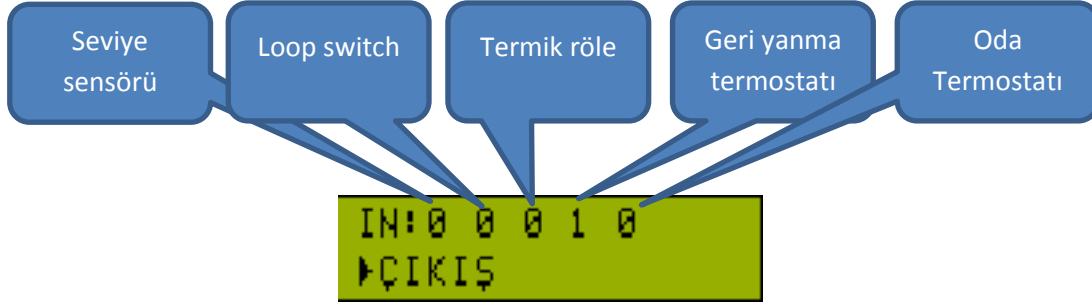 Seviye
sensörü
Loop switch
Termik röle
Geri yanma
termostatı
Oda
Termostatı
IN:0 0 0 1 0
▶ÇIKIŞ